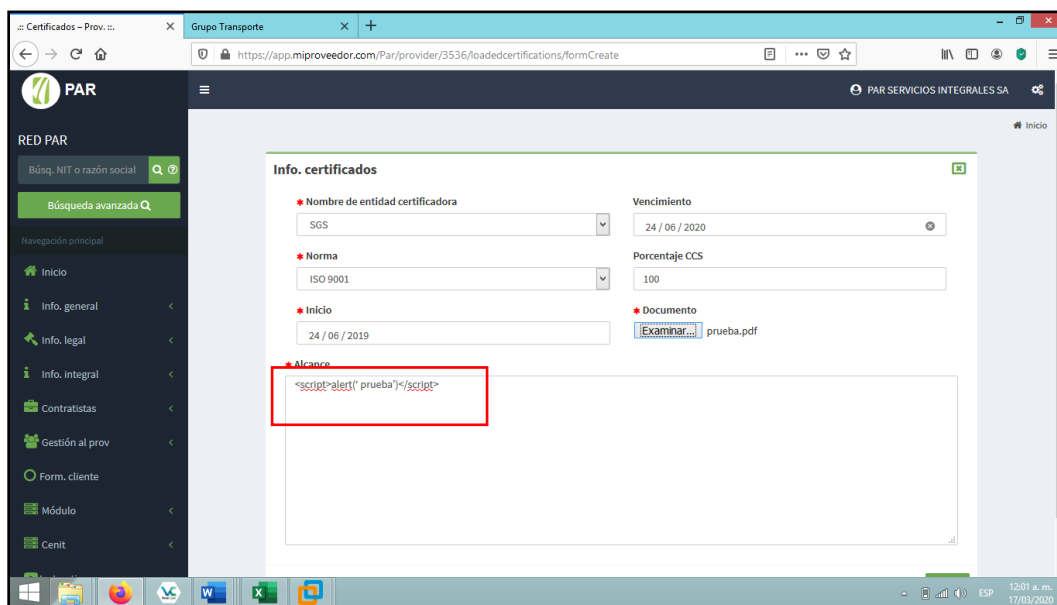 .:: Certificados – Prov. ::.
Grupo Transporte
https://app.miproveedor.com/Par/provider/3536/loadedcertifications/formCreate
PAR
PAR SERVICIOS INTEGRALES SA
Inicio
RED PAR
Búsq. NIT o razón social
Búsqueda avanzada
Navegación principal
Inicio
Info. general
Info. legal
Info. integral
Contratistas
Gestión al prov
Form. cliente
Módulo
Cenit
Info. certificados
* Nombre de entidad certificadora
Vencimiento
SGS
24 / 06 / 2020
* Norma
Porcentaje CCS
ISO 9001
100
* Inicio
* Documento
24 / 06 / 2019
Examinar... prueba.pdf
* Alcance
<script>alert(‘ prueba’)</script>
ESP
12:01 a. m.
17/03/2020